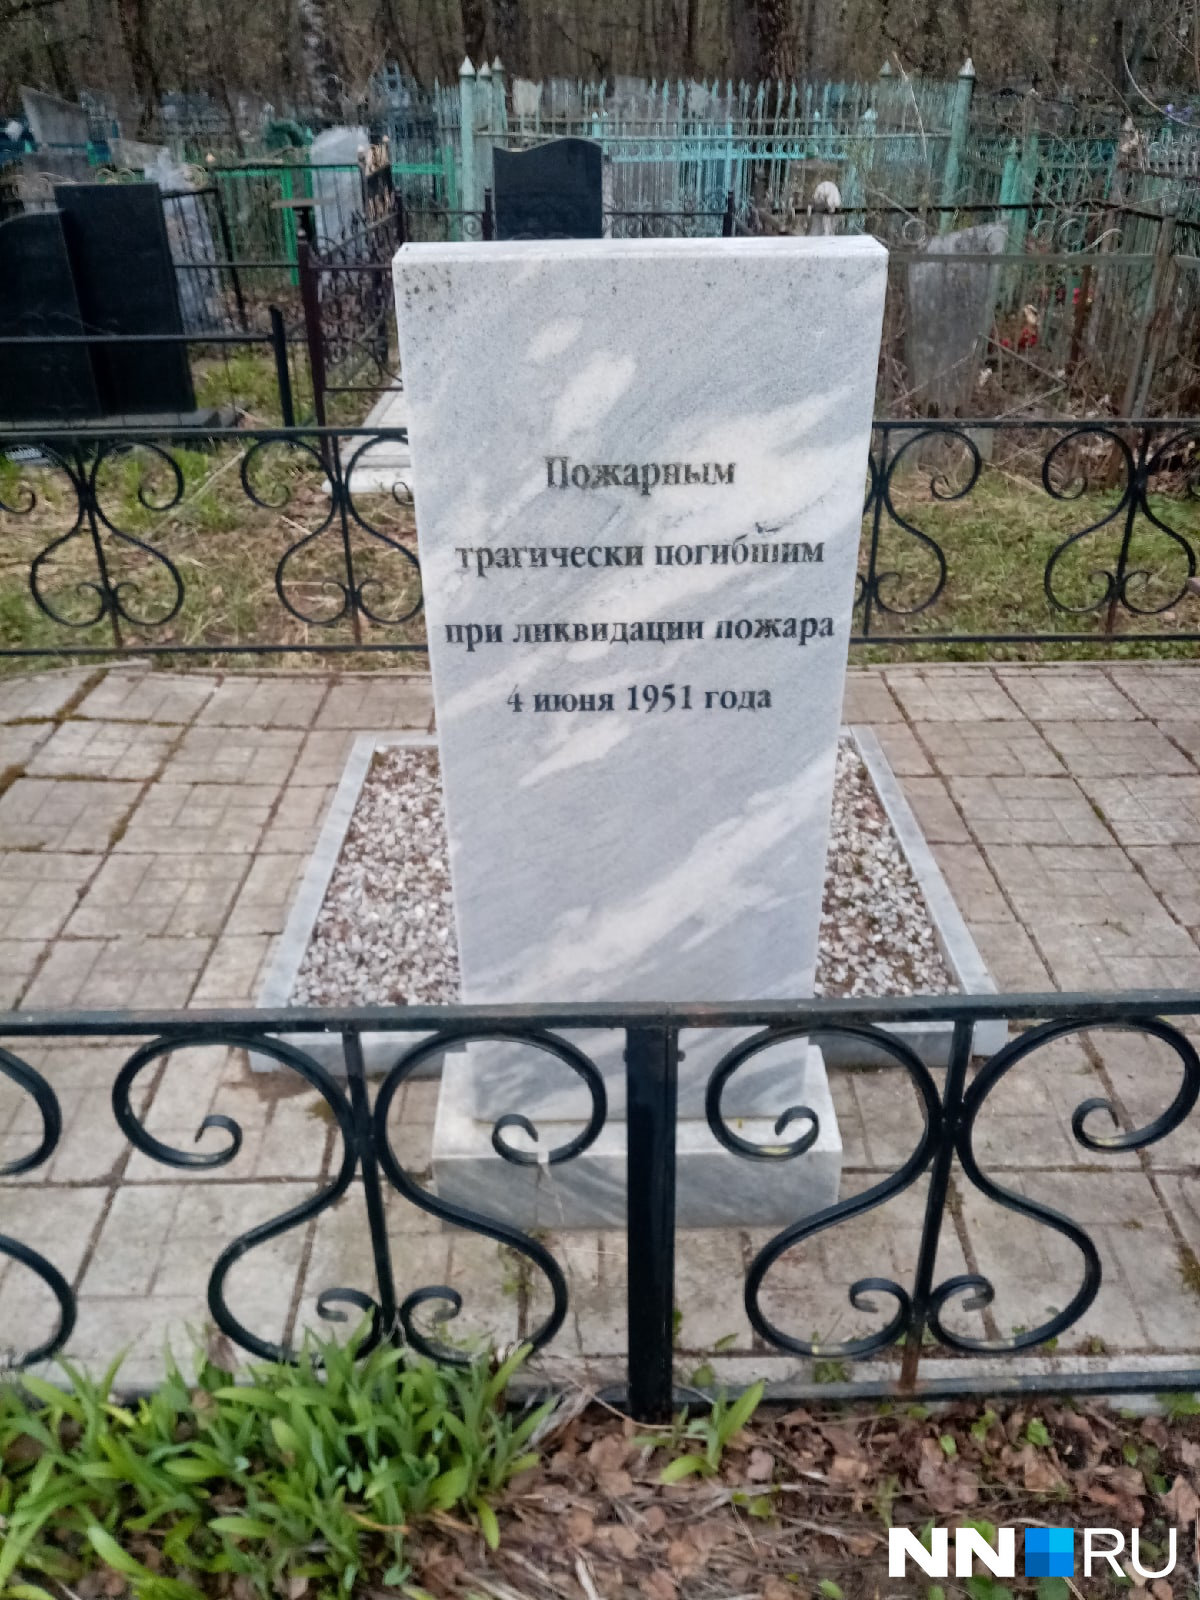 Пожарным
трагически погибшим
при ликвидации пожара
4 июня 1951 года
NN RU